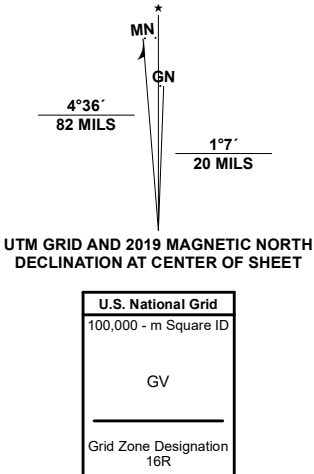 MN
GN
4°36´
82 MILS
1°7´
20 MILS
UTM GRID AND 2019 MAGNETIC NORTH
DECLINATION AT CENTER OF SHEET
U.S. National Grid
100,000 - m Square ID
GV
Grid Zone Designation
16R